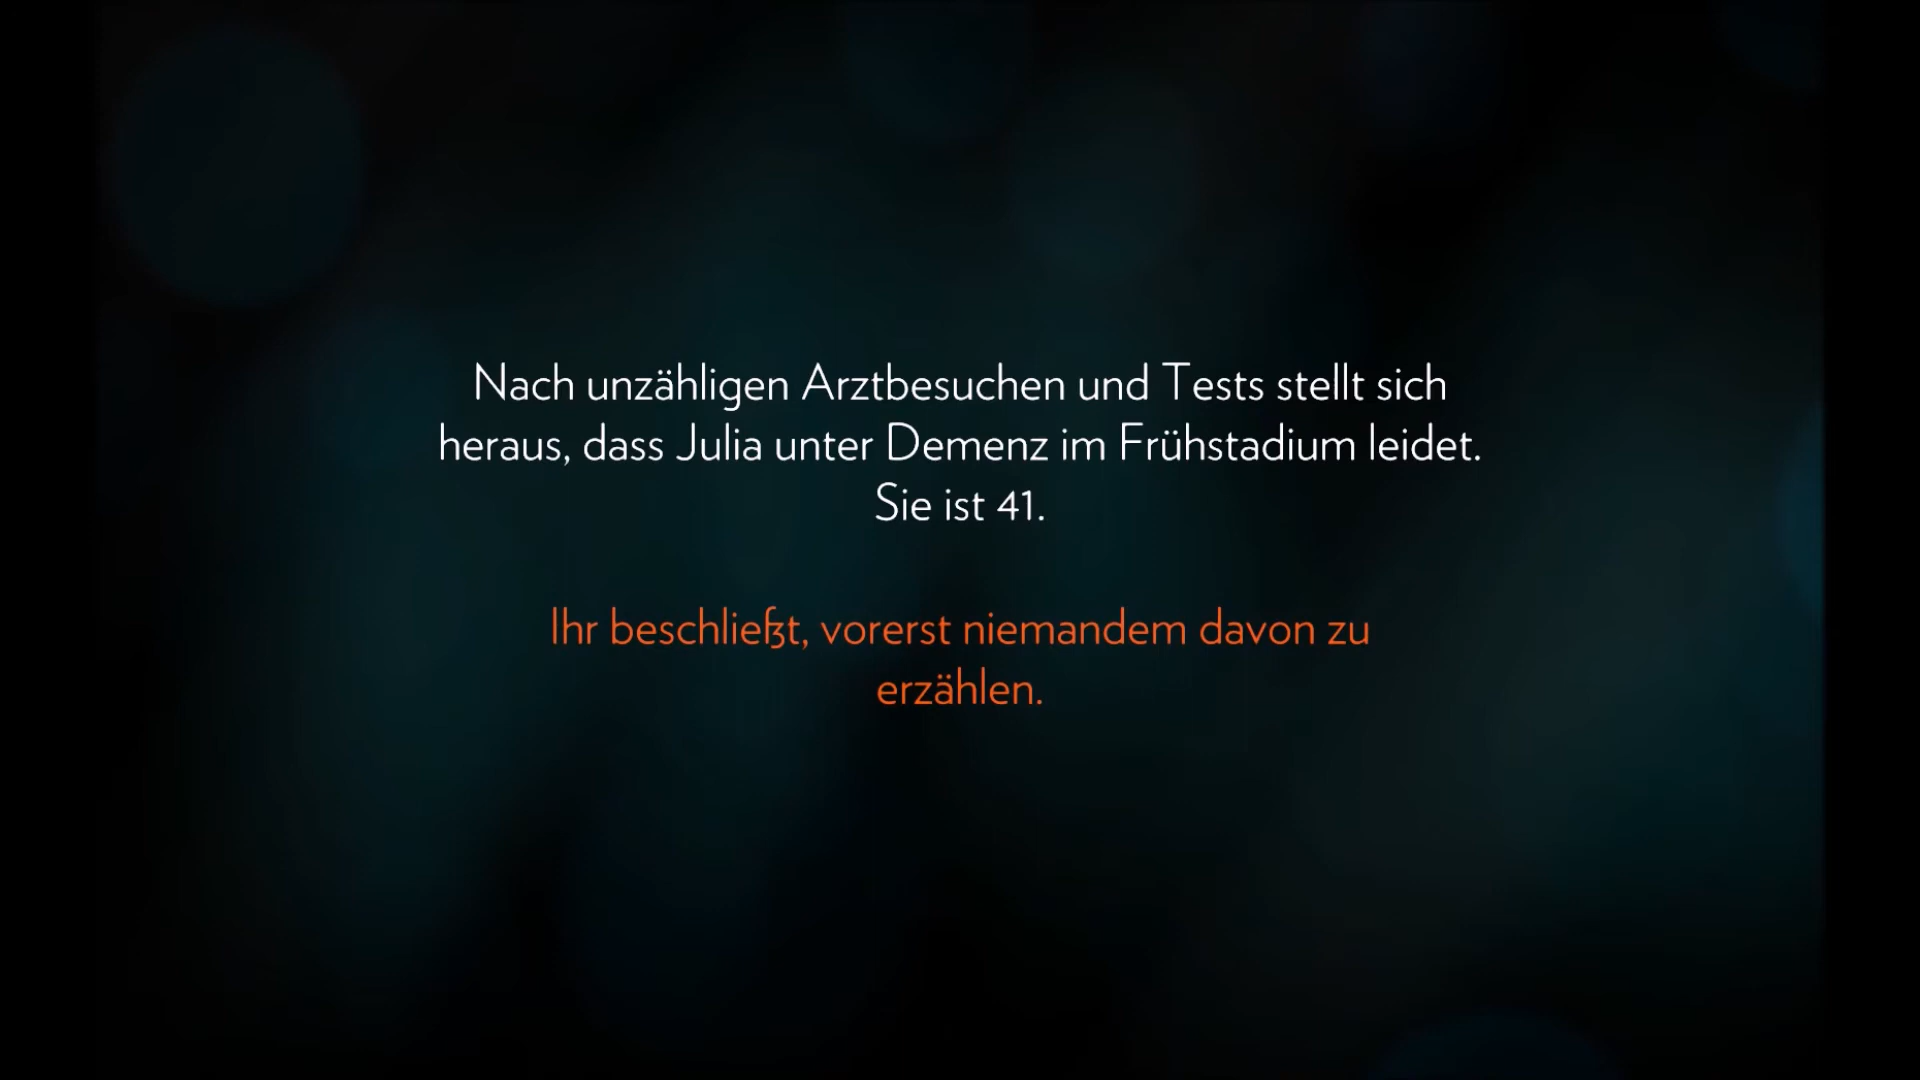 Nach unzähligen Arztbesuchen und Tests stellt sich
heraus, dass Julia unter Demenz im Frühstadium leidet.
Sie ist 41.
Ihr beschließt, vorerst niemandem davon zu
erzählen.